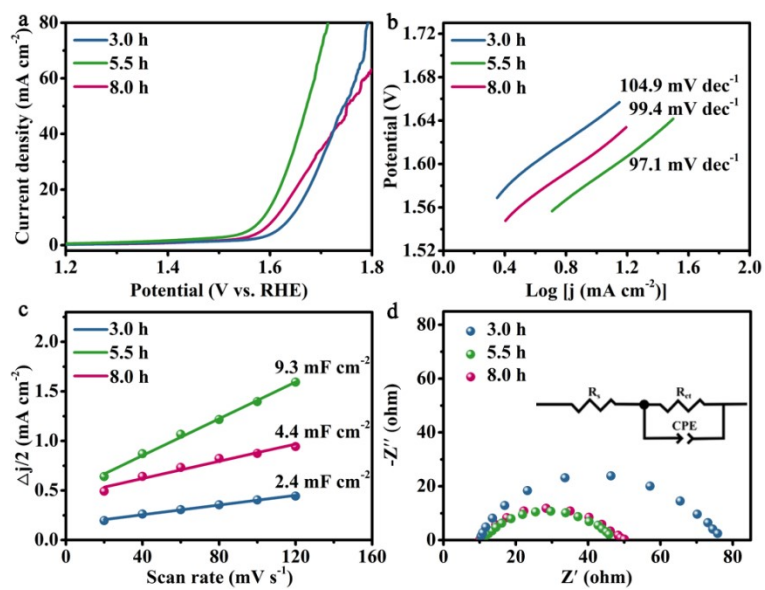 a
80
60
40
20
0
Current density (mA cm-2)
3.0 h
5.5 h
8.0 h
1.2
1.4
1.6
1.8
Potential (V vs. RHE)
b
1.72
1.68
1.64
1.60
1.56
1.52
Potential (V)
3.0 h
5.5 h
8.0 h
104.9 mV dec-1
99.4 mV dec-1
97.1 mV dec-1
0.0
0.4
0.8
1.2
1.6
2.0
Log [j (mA cm-2)]
c
2.0
1.5
1.0
0.5
0.0
△j/2 (mA cm-2)
3.0 h
5.5 h
8.0 h
9.3 mF cm-2
4.4 mF cm-2
2.4 mF cm-2
0
40
80
120
160
Scan rate (mV s-1)
d
80
60
40
20
0
-Z″ (ohm)
3.0 h
5.5 h
8.0 h
Rs
Rct
CPE
0
20
40
60
80
Z′ (ohm)